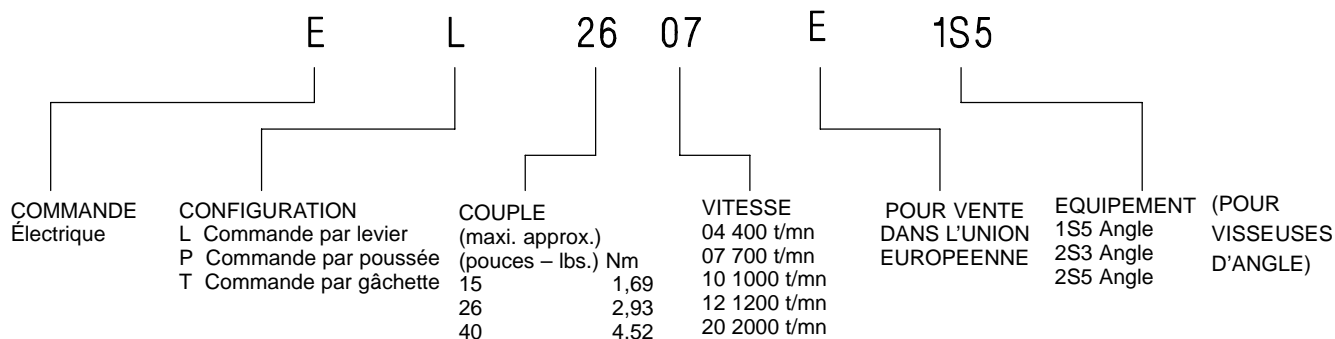 E L 26 07 E 1S5
COMMANDE
Électrique
CONFIGURATION
L Commande par levier
P Commande par poussée
T Commande par gâchette
COUPLE
(maxi. approx.)
(pouces – lbs.) Nm
15 1,69
26 2,93
40 4,52
VITESSE
04 400 t/mn
07 700 t/mn
10 1000 t/mn
12 1200 t/mn
20 2000 t/mn
POUR VENTE
DANS L'UNION
EUROPEENNE
EQUIPEMENT
1S5 Angle
2S3 Angle
2S5 Angle
(POUR
VISSEUSES
D'ANGLE)